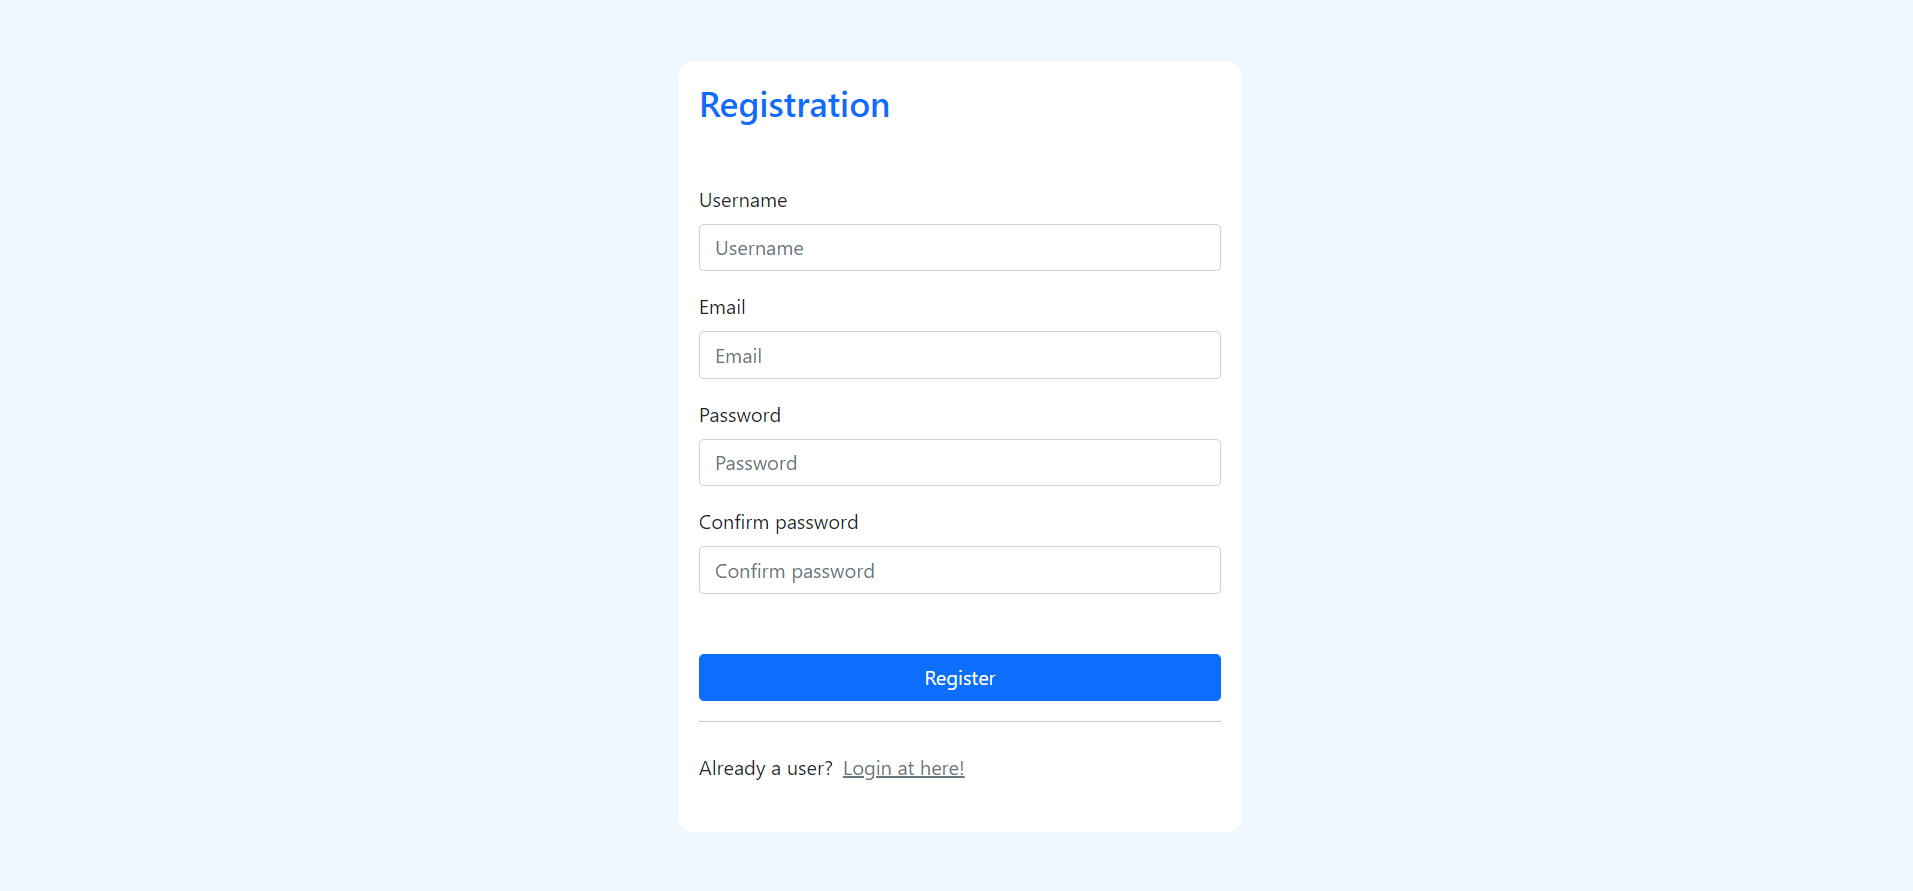 Registration
Username
Username
Email
Email
Password
Password
Confirm password
Confirm password
Register
Already a user? Login at here!